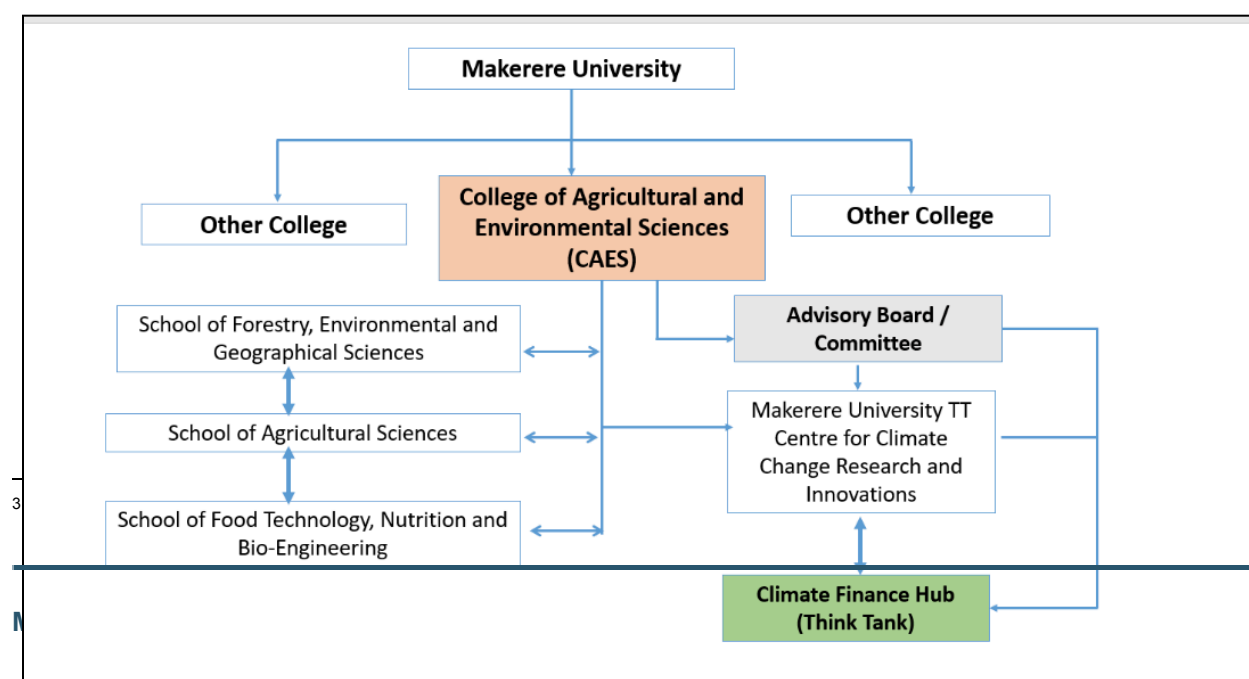 Makerere University
Other College
College of Agricultural and
Environmental Sciences
(CAES)
Other College
School of Forestry, Environmental and
Geographical Sciences
Advisory Board /
Committee
School of Agricultural Sciences
Makerere University TT
Centre for Climate
Change Research and
Innovations
School of Food Technology, Nutrition and
Bio-Engineering
3
Climate Finance Hub
(Think Tank)